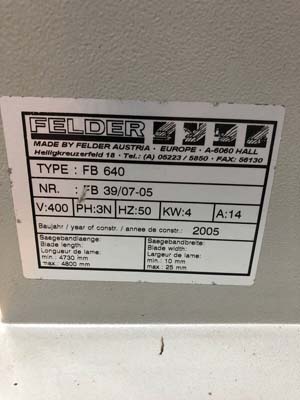 FELDER
MADE BY FELDER AUSTRIA · EUROPE · A-6060 HALL
Heiligkreuzerfeld 18 · Tel.: (A) 05223 / 5850 · FAX: 56130
TYPE : FB 640
NR. : FB 39/07-05
V:400 PH:3N HZ:50 KW:4 A:14
Baujahr / year of constr. / annee de constr.: 2005
Saegebandlaenge: Saegebandbreite:
Blade length: Blade width:
Longueur de lame: Largeur de lame:
min.: 4730 mm min.: 10 mm
max.: 4800 mm max.: 25 mm